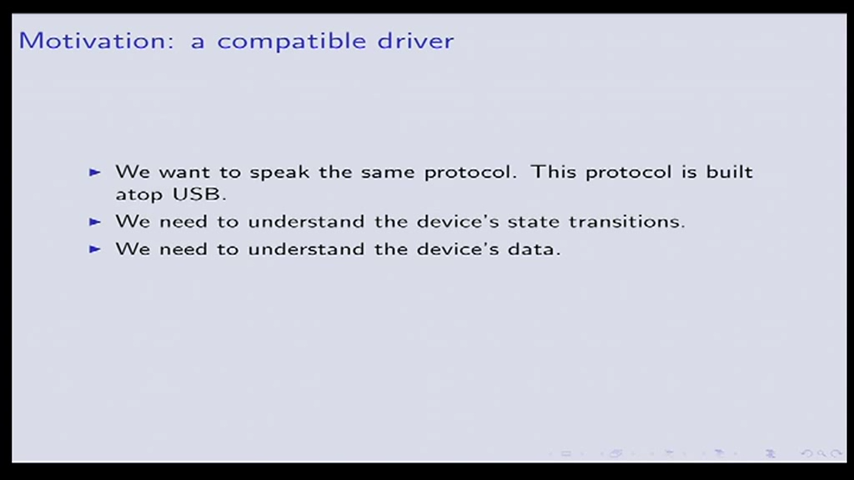 Motivation: a compatible driver
► We want to speak the same protocol. This protocol is built
atop USB.
► We need to understand the device's state transitions.
► We need to understand the device's data.